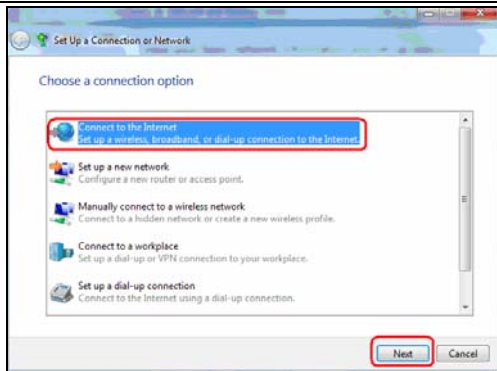 Set Up a Connection or Network
Choose a connection option
Connect to the Internet
Set up a wireless, broadband, or dial-up connection to the Internet.
Set up a new network
Configure a new router or access point.
Manually connect to a wireless network
Connect to a hidden network or create a new wireless profile.
Connect to a workplace
Set up a dial-up or VPN connection to your workplace.
Set up a dial-up connection
Connect to the Internet using a dial-up connection.
Next
Cancel